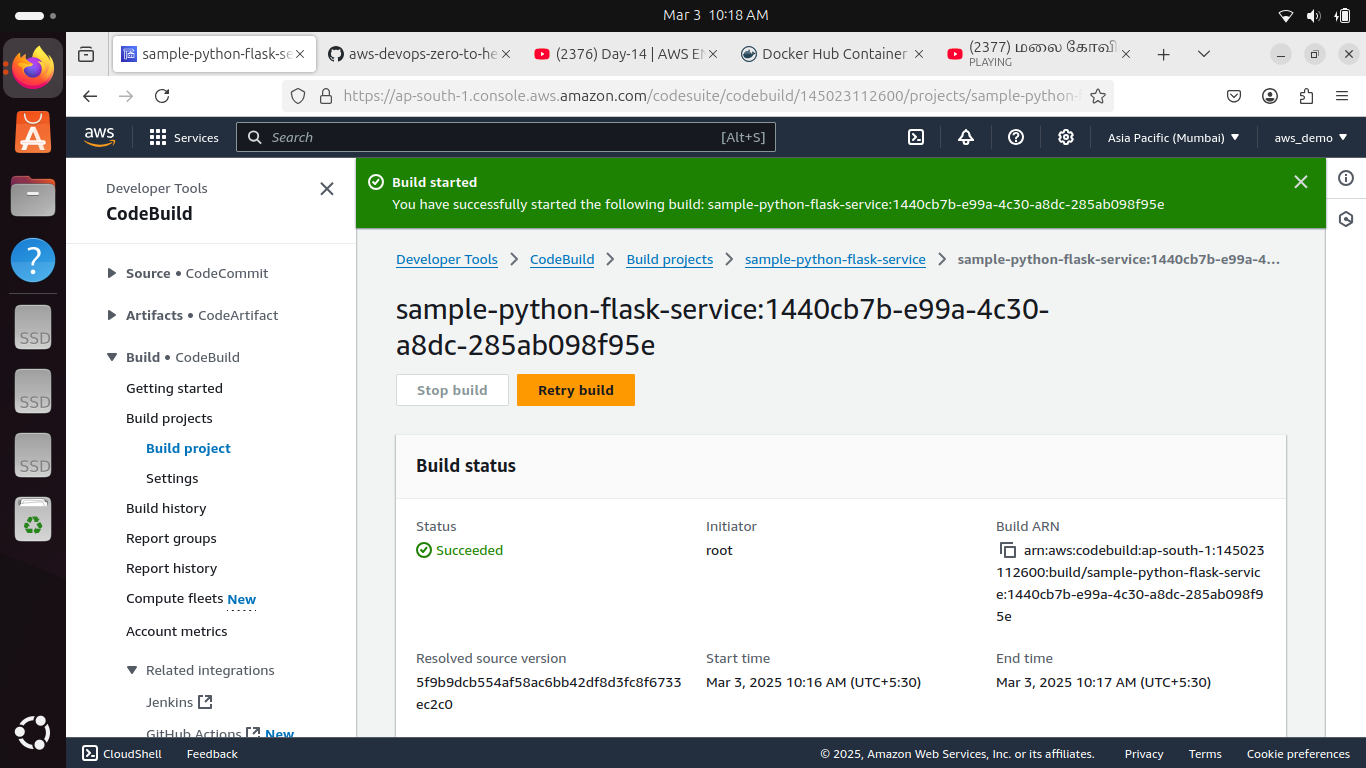 Mar 3 10:18 AM
sample-python-flask-se
aws-devops-zero-to-he
(2376) Day-14 | AWS
Docker Hub Container
(2377) மலை கோவி
PLAYING
https://ap-south-1.console.aws.amazon.com/codesuite/codebuild/145023112600/projects/sample-python-
aws
Services
Search
[Alt+S]
Asia Pacific (Mumbai)
aws_demo
Developer Tools
CodeBuild
Source • CodeCommit
Artifacts • CodeArtifact
Build • CodeBuild
Getting started
Build projects
Build project
Settings
Build history
Report groups
Report history
Compute fleets New
Account metrics
Related integrations
Jenkins
GitHub Actions New
Build started
You have successfully started the following build: sample-python-flask-service:1440cb7b-e99a-4c30-a8dc-285ab098f95e
Developer Tools > CodeBuild > Build projects > sample-python-flask-service > sample-python-flask-service:1440cb7b-e99a-4...
sample-python-flask-service:1440cb7b-e99a-4c30-
a8dc-285ab098f95e
Stop build
Retry build
Build status
Status
Succeeded
Initiator
root
Build ARN
arn:aws:codebuild:ap-south-1:145023
112600:build/sample-python-flask-servic
e:1440cb7b-e99a-4c30-a8dc-285ab098f9
5e
Resolved source version
5f9b9dcb554af58ac6bb42df8d3fc8f6733
ec2c0
Start time
Mar 3, 2025 10:16 AM (UTC+5:30)
End time
Mar 3, 2025 10:17 AM (UTC+5:30)
SSD
SSD
SSD
CloudShell
Feedback
© 2025, Amazon Web Services, Inc. or its affiliates.
Privacy
Terms
Cookie preferences